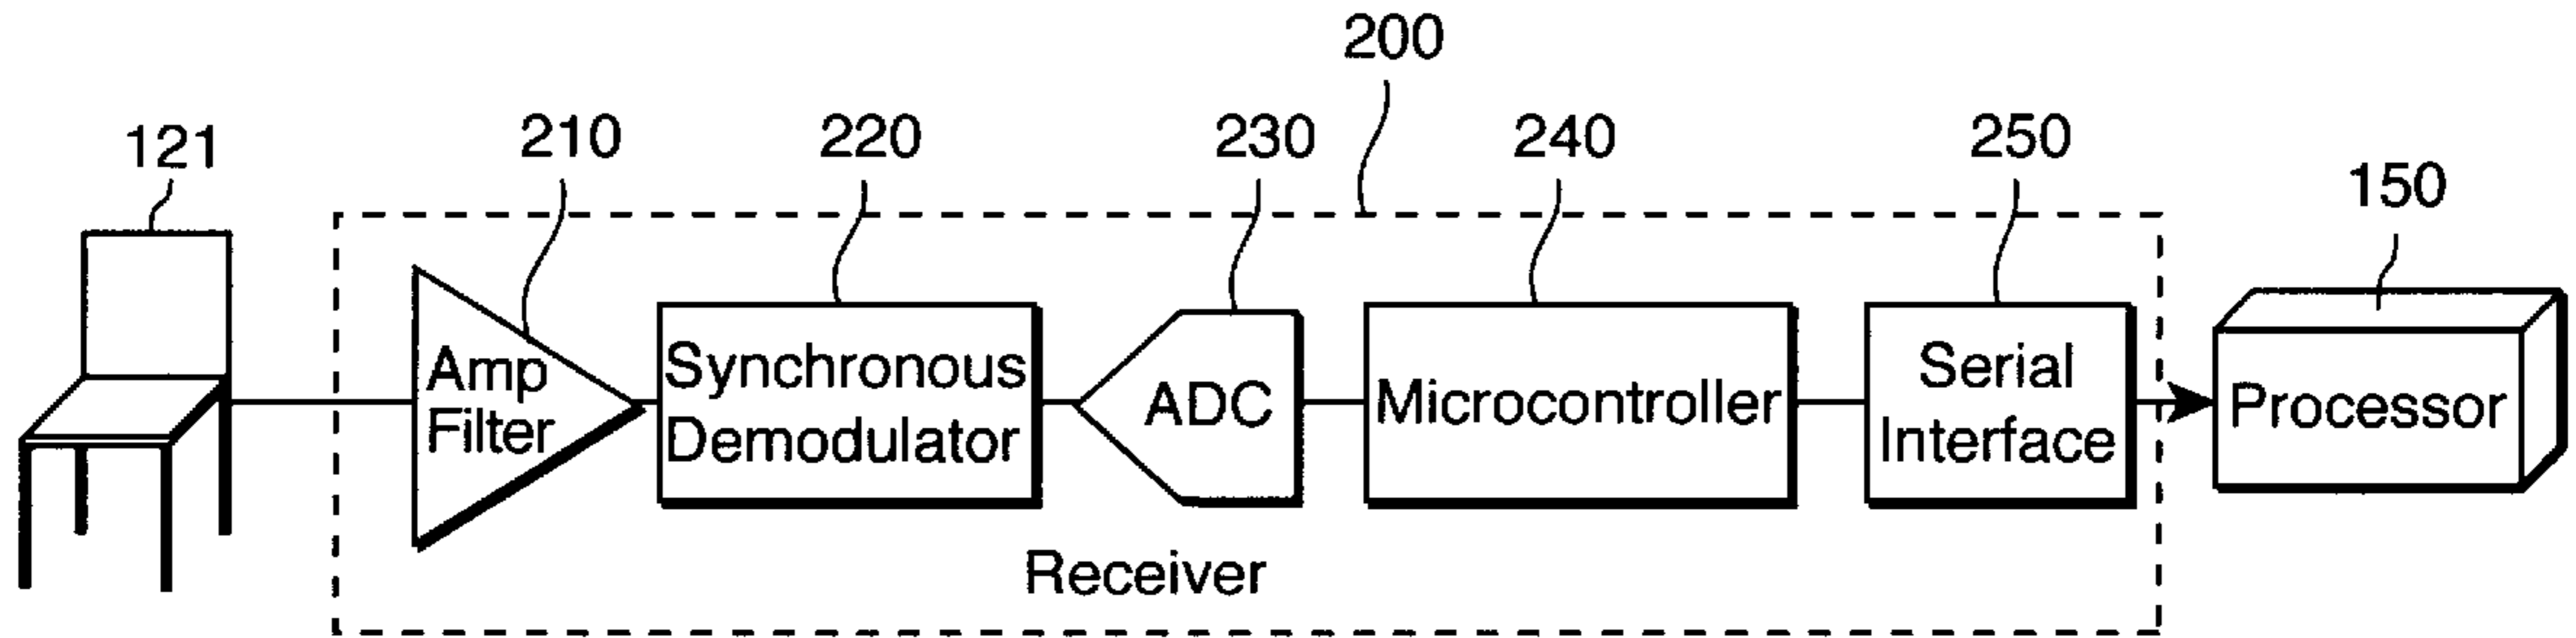 200
121
210
220
230
240
250
150
Amp
Filter
Synchronous
Demodulator
ADC
Microcontroller
Serial
Interface
Processor
Receiver